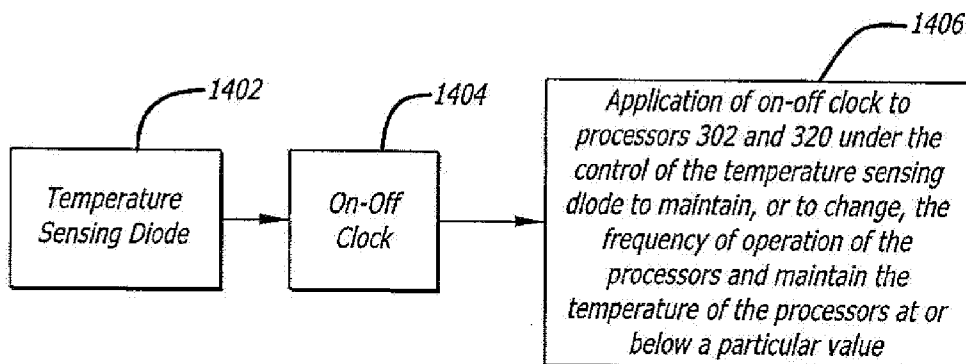 1402
1404
1406
Temperature
Sensing Diode
On-Off
Clock
Application of on-off clock to
processors 302 and 320 under the
control of the temperature sensing
diode to maintain, or to change, the
frequency of operation of the
processors and maintain the
temperature of the processors at or
below a particular value